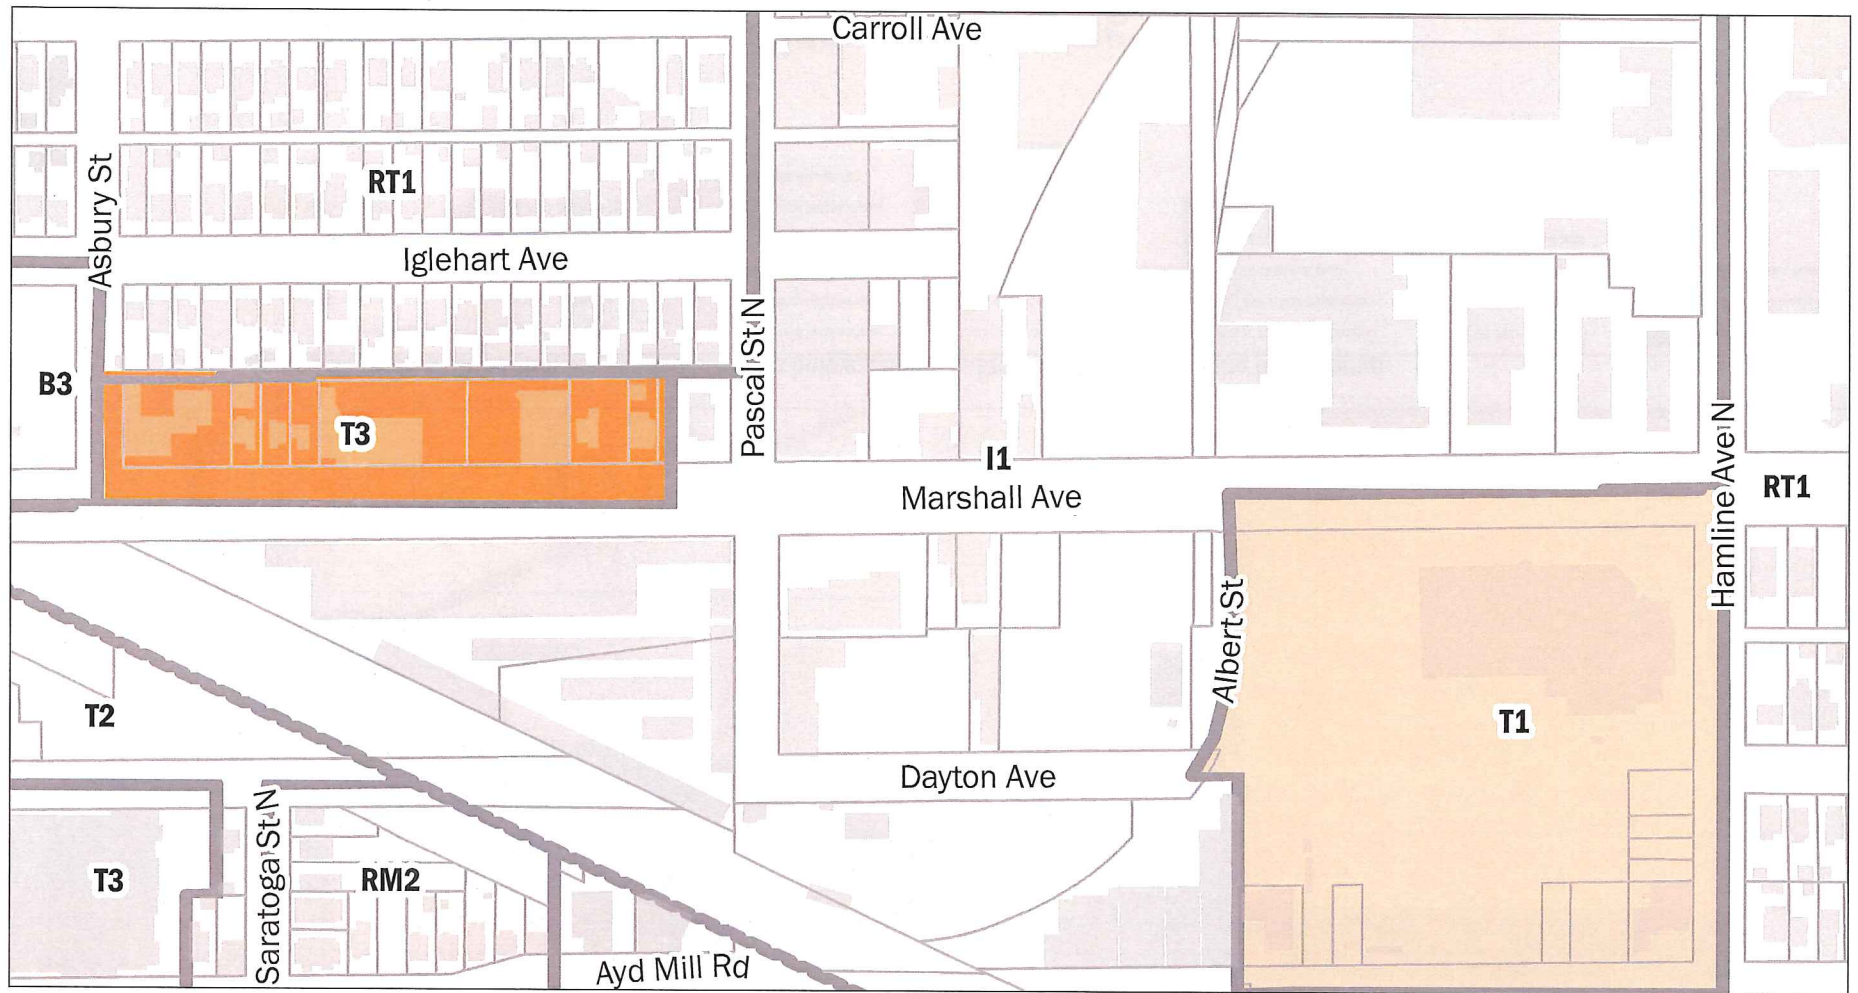 Carroll Ave
Asbury St
RT1
Iglehart Ave
Pascal St N
B3
T3
I1
Marshall Ave
Hamline Ave N
RT1
Albert St
T2
T1
Dayton Ave
Saratoga St N
T3
RM2
Ayd Mill Rd